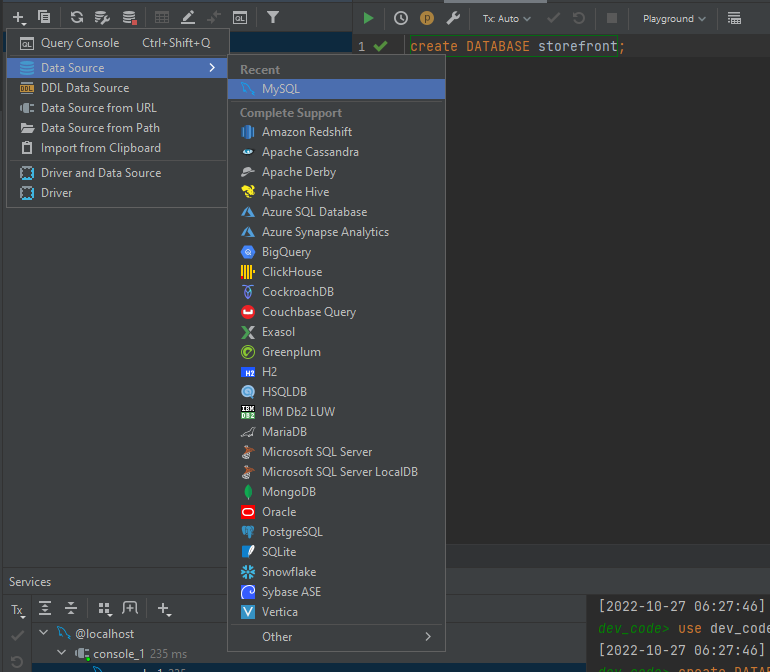 Tx: Auto
Playground
Query Console Ctrl+Shift+Q
Data Source
DDL Data Source
Data Source from URL
Data Source from Path
Import from Clipboard
Driver and Data Source
Driver
Recent
MySQL
Complete Support
Amazon Redshift
Apache Cassandra
Apache Derby
Apache Hive
Azure SQL Database
Azure Synapse Analytics
BigQuery
ClickHouse
CockroachDB
Couchbase Query
Exasol
Greenplum
H2
HSQLDB
IBM Db2 LUW
MariaDB
Microsoft SQL Server
Microsoft SQL Server LocalDB
MongoDB
Oracle
PostgreSQL
SQLite
Snowflake
Sybase ASE
Vertica
Other
1 create DATABASE storefront;
Services
Tx
@localhost
console_1 235 ms
[2022-10-27 06:27:46]
dev_code> use dev_code
[2022-10-27 06:27:46]